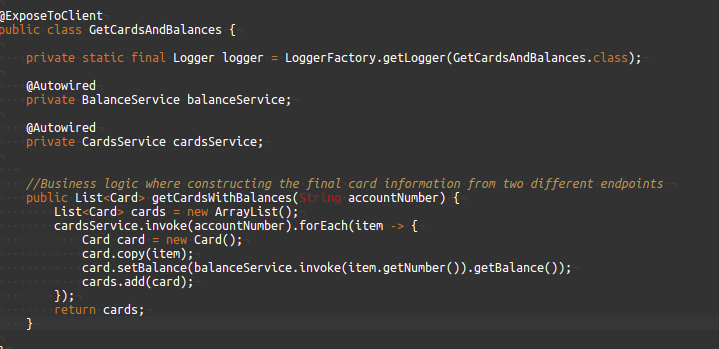 @ExposeToClient
public class GetCardsAndBalances {
private static final Logger logger = LoggerFactory.getLogger(GetCardsAndBalances.class);
@Autowired
private BalanceService balanceService;
@Autowired
private CardsService cardsService;
//Business logic where constructing the final card information from two different endpoints
public List<Card> getCardsWithBalances(String accountNumber) {
List<Card> cards = new ArrayList();
cardsService.invoke(accountNumber).forEach(item -> {
Card card = new Card();
card.copy(item);
card.setBalance(balanceService.invoke(item.getNumber()).getBalance());
cards.add(card);
});
return cards;
}